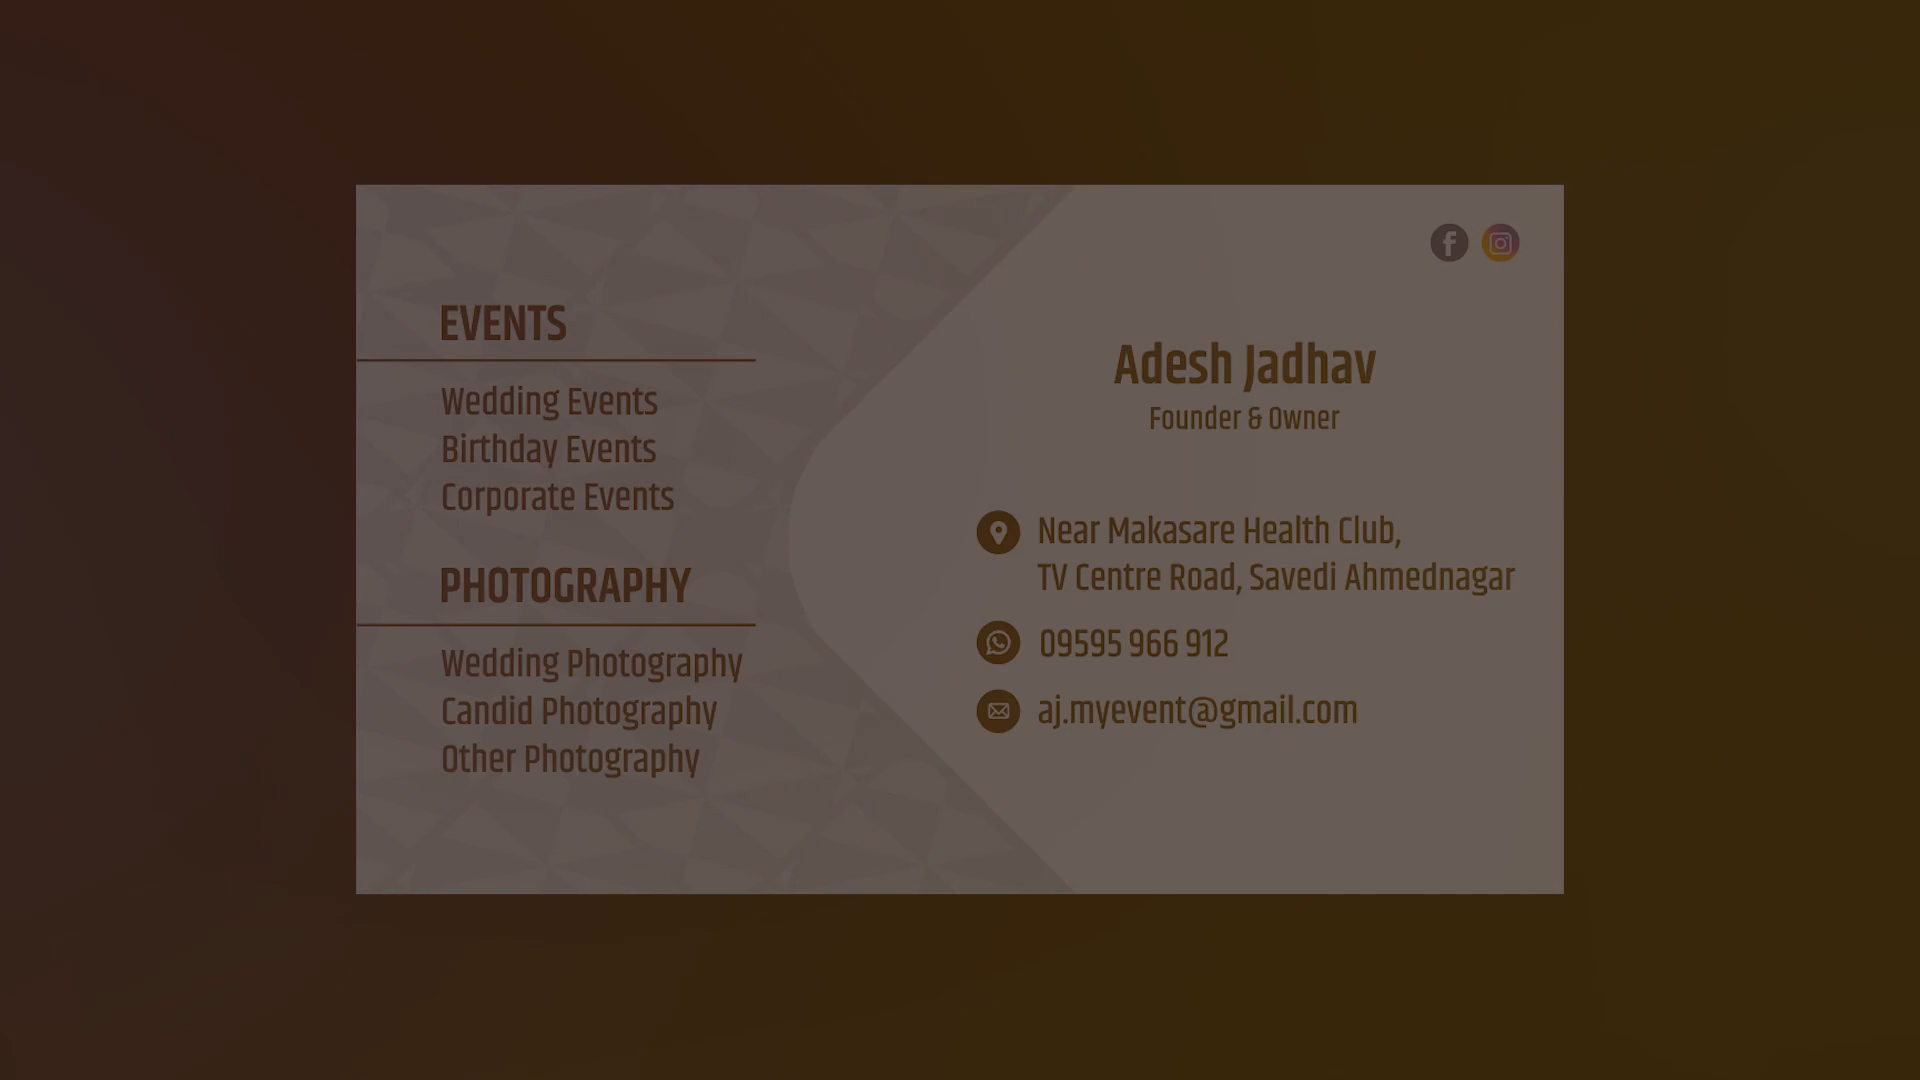 EVENTS
Wedding Events
Birthday Events
Corporate Events
PHOTOGRAPHY
Wedding Photography
Candid Photography
Other Photography
Adesh Jadhav
Founder & Owner
Near Makasare Health Club,
TV Centre Road, Savedi Ahmednagar
09595 966 912
aj.myevent@gmail.com